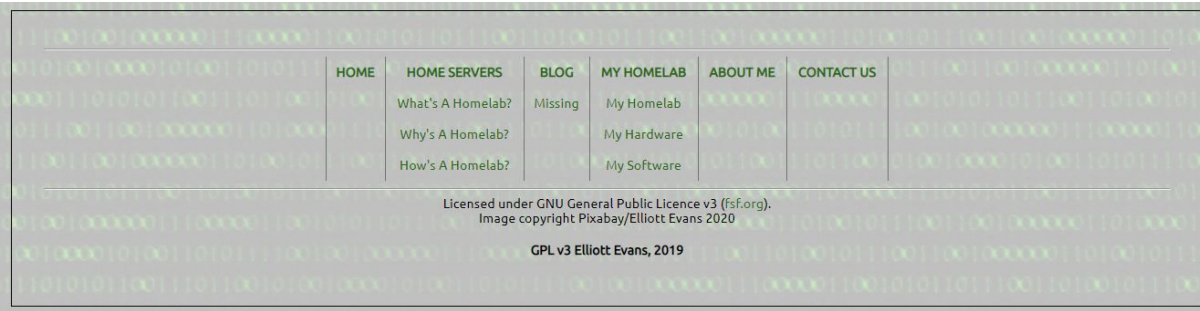 HOME HOME SERVERS BLOG MY HOMELAB ABOUT ME CONTACT US
What's A Homelab? Missing My Homelab
Why's A Homelab? My Hardware
How's A Homelab? My Software
Licensed under GNU General Public Licence v3 (fsf.org).
Image copyright Pixabay/Elliott Evans 2020
GPL v3 Elliott Evans, 2019